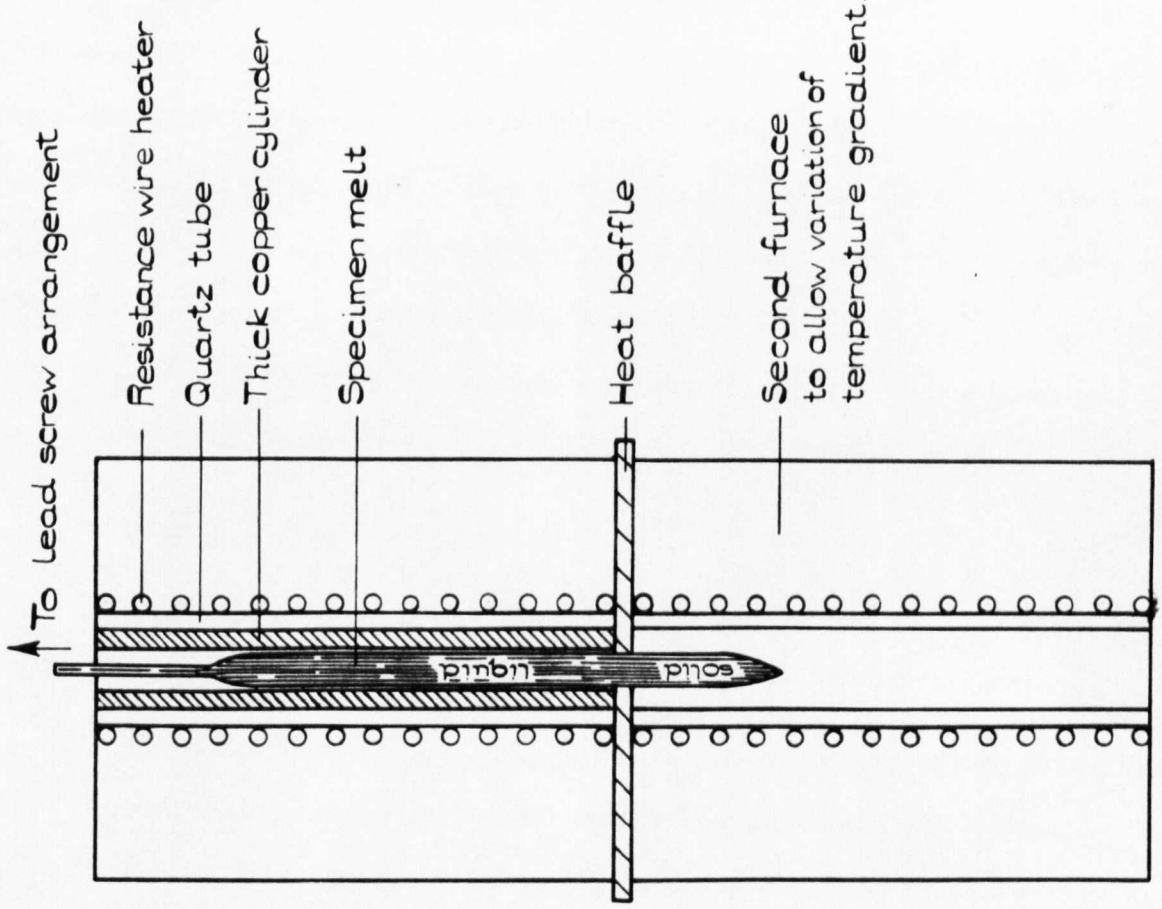 To lead screw arrangement
Resistance wire heater
Quartz tube
Thick copper cylinder
Specimen melt
liquid
solid
Heat baffle
Second furnace
to allow variation of
temperature gradient.